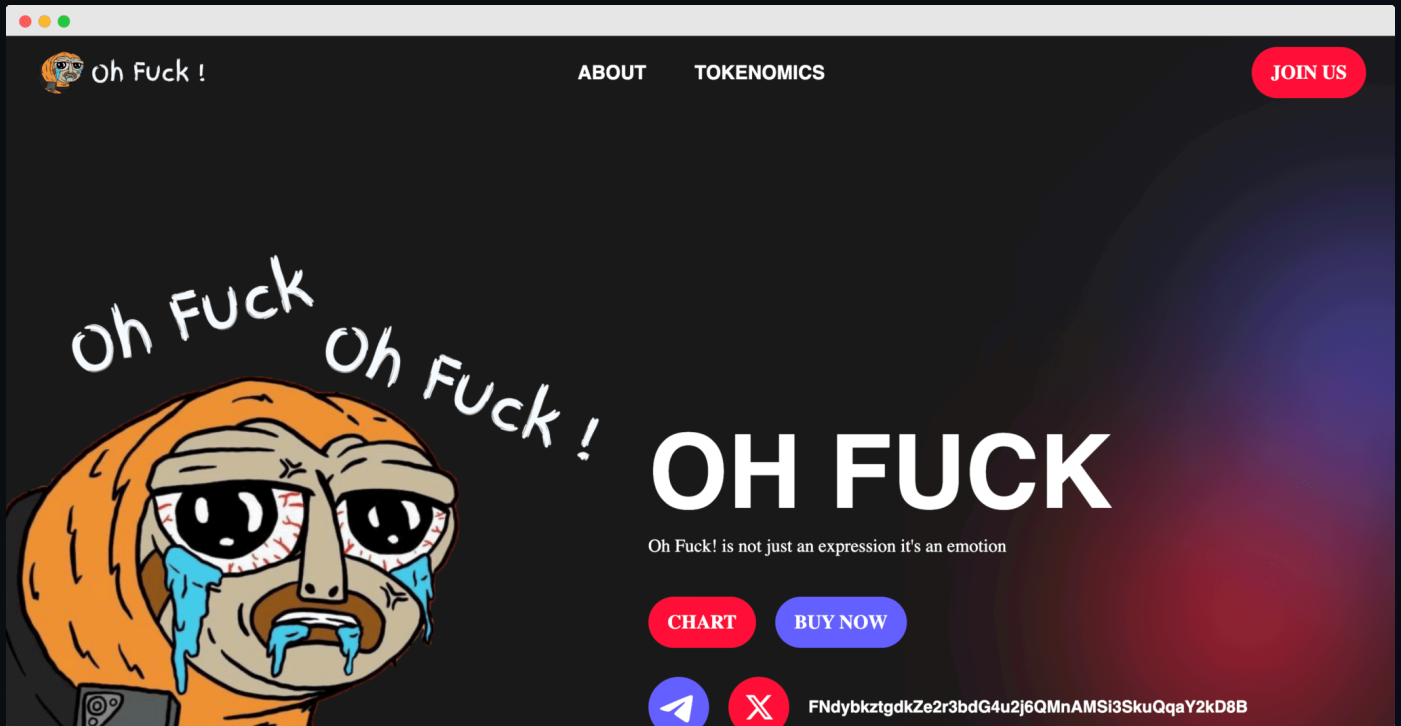 Oh Fuck !
ABOUT
TOKENOMICS
JOIN US
Oh Fuck
Oh Fuck !
OH FUCK
Oh Fuck! is not just an expression it's an emotion
CHART
BUY NOW
FNdybkztgdkZe2r3bdG4u2j6QMnAMSi3SkuQqaY2kD8B